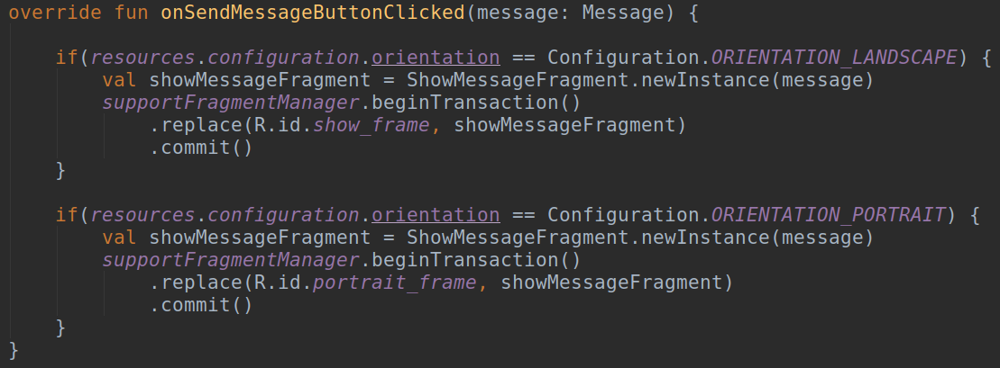 override fun onSendMessageButtonClicked(message: Message) {
if(resources.configuration.orientation == Configuration.ORIENTATION_LANDSCAPE) {
val showMessageFragment = ShowMessageFragment.newInstance(message)
supportFragmentManager.beginTransaction()
.replace(R.id.show_frame, showMessageFragment)
.commit()
}
if(resources.configuration.orientation == Configuration.ORIENTATION_PORTRAIT) {
val showMessageFragment = ShowMessageFragment.newInstance(message)
supportFragmentManager.beginTransaction()
.replace(R.id.portrait_frame, showMessageFragment)
.commit()
}
}